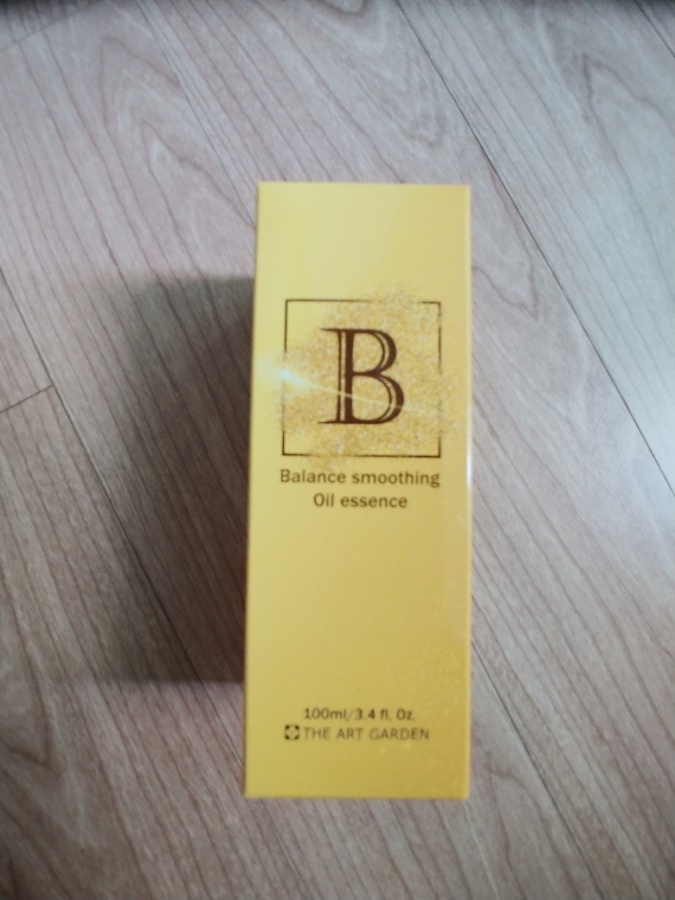 B
Balance smoothing
Oil essence
100ml/3.4 fl. Oz.
THE ART GARDEN